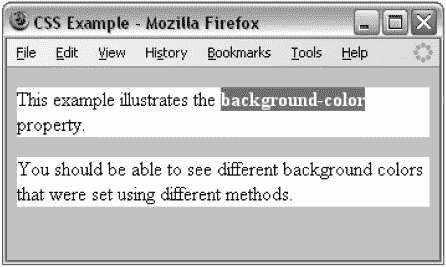 CSS Example - Mozilla Firefox
File Edit View History Bookmarks Tools Help
This example illustrates the background-color
property.
You should be able to see different background colors
that were set using different methods.